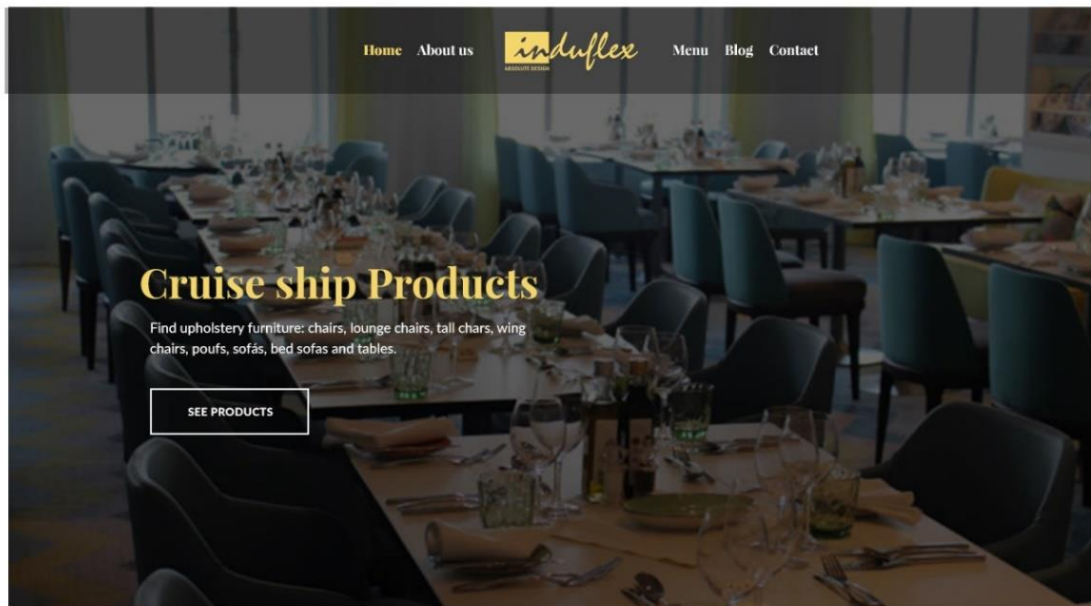 Home About us induflex Menu Blog Contact
ABSOLUTE DESIGN
Cruise ship Products
Find upholstery furniture: chairs, lounge chairs, tall chars, wing
chairs, poufs, sofás, bed sofas and tables.
SEE PRODUCTS